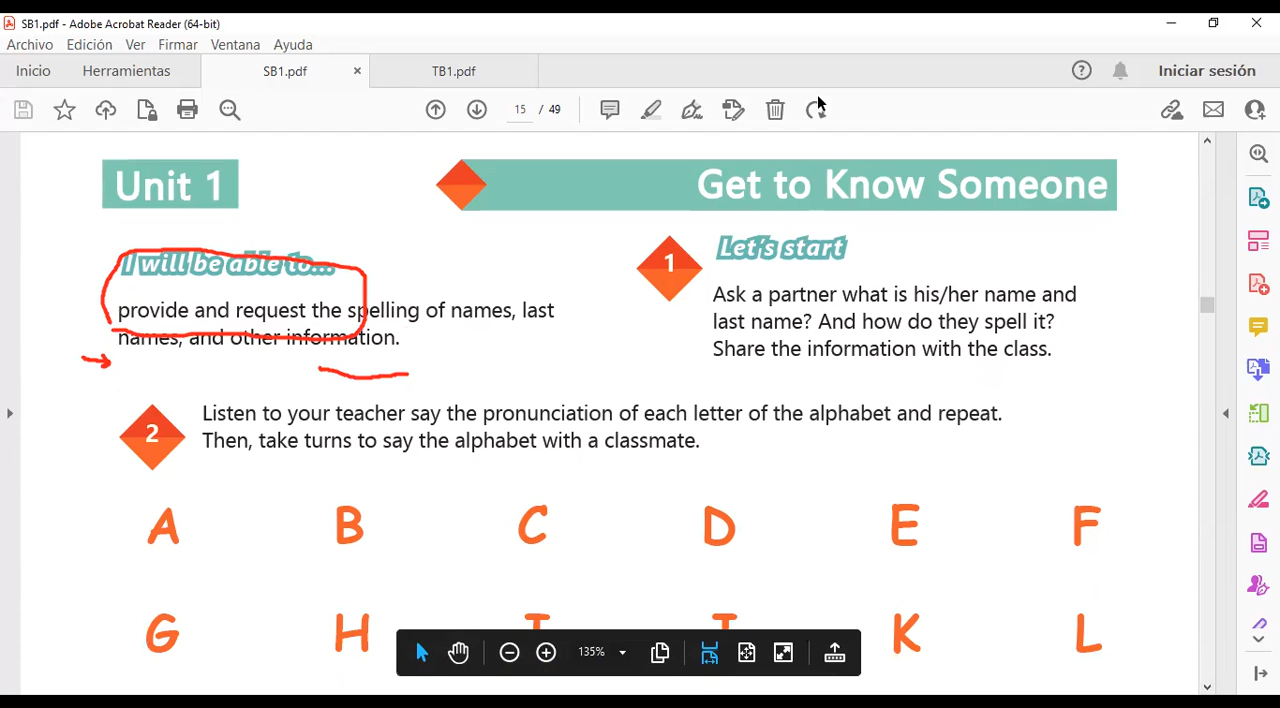 SB1.pdf - Adobe Acrobat Reader (64-bit)
Archivo Edición Ver Firmar Ventana Ayuda
Inicio Herramientas SB1.pdf × TB1.pdf Iniciar sesión
15 / 49
Unit 1 Get to Know Someone
I will be able to...
provide and request the spelling of names, last
names, and other information.
1 Let's start
Ask a partner what is his/her name and
last name? And how do they spell it?
Share the information with the class.
2 Listen to your teacher say the pronunciation of each letter of the alphabet and repeat.
Then, take turns to say the alphabet with a classmate.
A B C D E F
G H K L
135%